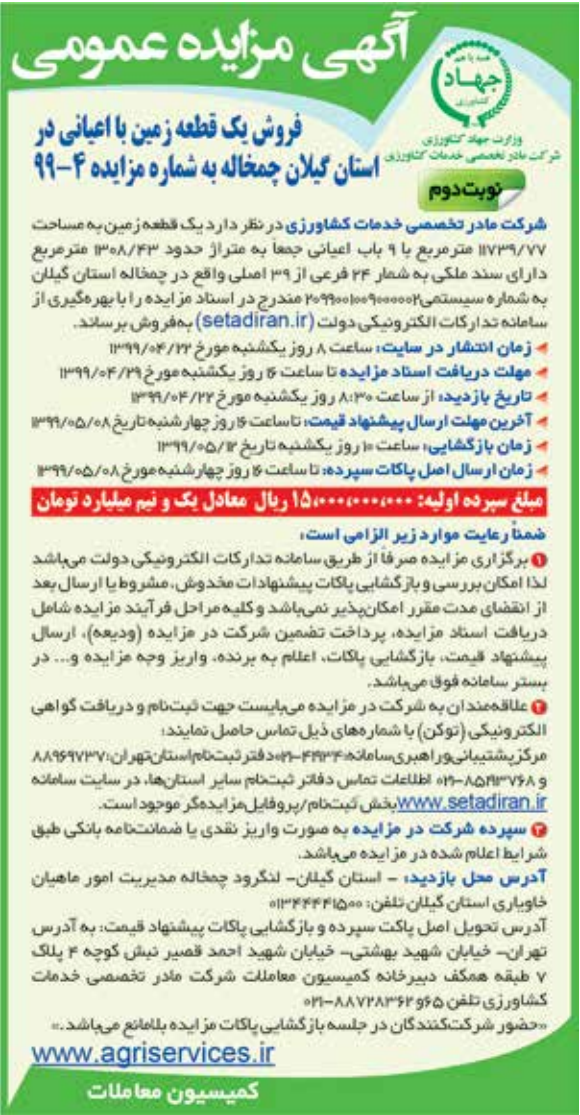 آگهی مزایده عمومی
همه با هم
جهاد
کشاورزی
وزارت جهاد کشاورزی
شرکت مادر تخصصی خدمات کشاورزی
فروش یک قطعه زمین با اعیانی در
استان گیلان چمخاله به شماره مزایده ۴-۹۹
نوبت دوم
شرکت مادر تخصصی خدمات کشاورزی در نظر دارد یک قطعه زمین به مساحت
۱۱۷۳۹/۷۷ مترمربع با ۹ باب اعیانی جمعاً به متراژ حدود ۱۳۰۸/۴۳ مترمربع
دارای سند ملکی به شمار ۲۴ فرعی از ۳۹ اصلی واقع در چمخاله استان گیلان
به شماره سیستمی ۲۰۹۹۰۰۱۰۰۹۰۰۰۰۰۲ مندرج در اسناد مزایده را با بهره‌گیری از
سامانه تدارکات الکترونیکی دولت (setadiran.ir) به‌فروش برساند.
زمان انتشار در سایت: ساعت ۸ روز یکشنبه مورخ ۱۳۹۹/۰۴/۲۲
مهلت دریافت اسناد مزایده تا ساعت ۱۶ روز یکشنبه مورخ ۱۳۹۹/۰۴/۲۹
تاریخ بازدید: از ساعت ۸:۳۰ روز یکشنبه مورخ ۱۳۹۹/۰۴/۲۲
آخرین مهلت ارسال پیشنهاد قیمت: تا ساعت ۱۶ روز چهارشنبه تاریخ ۱۳۹۹/۰۵/۰۸
زمان بازگشایی: ساعت ۱۰ روز یکشنبه تاریخ ۱۳۹۹/۰۵/۱۲
زمان ارسال اصل پاکات سپرده: تا ساعت ۱۶ روز چهارشنبه مورخ ۱۳۹۹/۰۵/۰۸
مبلغ سپرده اولیه: ۱۵،۰۰۰،۰۰۰،۰۰۰ ریال معادل یک و نیم میلیارد تومان
ضمناً رعایت موارد زیر الزامی است:
۱ برگزاری مزایده صرفاً از طریق سامانه تدارکات الکترونیکی دولت می‌باشد
لذا امکان بررسی و بازگشایی پاکات پیشنهادات مخدوش، مشروط یا ارسال بعد
از انقضای مدت مقرر امکان‌پذیر نمی‌باشد و کلیه مراحل فرآیند مزایده شامل
دریافت اسناد مزایده، پرداخت تضمین شرکت در مزایده (ودیعه)، ارسال
پیشنهاد قیمت، بازگشایی پاکات، اعلام به برنده، واریز وجه مزایده و... در
بستر سامانه فوق می‌باشد.
۲ علاقه‌مندان به شرکت در مزایده می‌بایست جهت ثبت‌نام و دریافت گواهی
الکترونیکی (توکن) با شماره‌های ذیل تماس حاصل نمایند:
مرکز پشتیبانی و راهبری سامانه: ۴۱۹۳۴-۰۲۱ دفتر ثبت‌نام استان تهران: ۸۸۹۶۹۷۳۷
و ۸۵۱۹۳۷۶۸-۰۲۱ اطلاعات تماس دفاتر ثبت‌نام سایر استان‌ها، در سایت سامانه
www.setadiran.ir بخش ثبت‌نام/پروفایل مزایده‌گر موجود است.
۳ سپرده شرکت در مزایده به صورت واریز نقدی یا ضمانت‌نامه بانکی طبق
شرایط اعلام شده در مزایده می‌باشد.
آدرس محل بازدید: - استان گیلان- لنگرود چمخاله مدیریت امور ماهیان
خاویاری استان گیلان تلفن: ۰۱۳۴۴۴۴۱۵۰۰
آدرس تحویل اصل پاکت سپرده و بازگشایی پاکات پیشنهاد قیمت: به آدرس
تهران- خیابان شهید بهشتی- خیابان شهید احمد قصیر نبش کوچه ۴ پلاک
۷ طبقه همکف دبیرخانه کمیسیون معاملات شرکت مادر تخصصی خدمات
کشاورزی تلفن ۶۵ و ۸۸۷۲۸۳۶۲-۰۲۱
«حضور شرکت‌کنندگان در جلسه بازگشایی پاکات مزایده بلامانع می‌باشد.»
www.agriservices.ir
کمیسیون معاملات